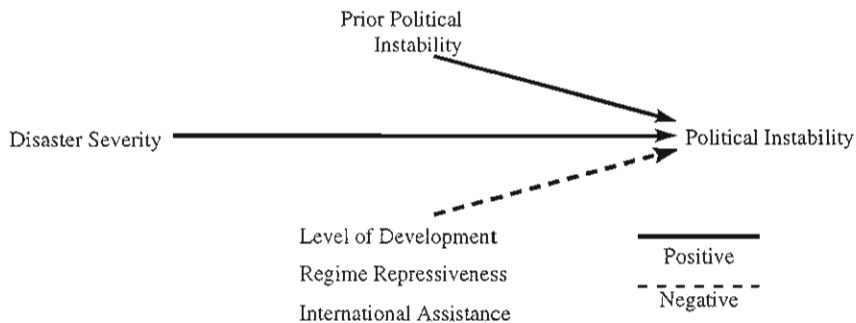 Prior Political
Instability
Disaster Severity
Political Instability
Level of Development
Regime Repressiveness
International Assistance
Positive
Negative